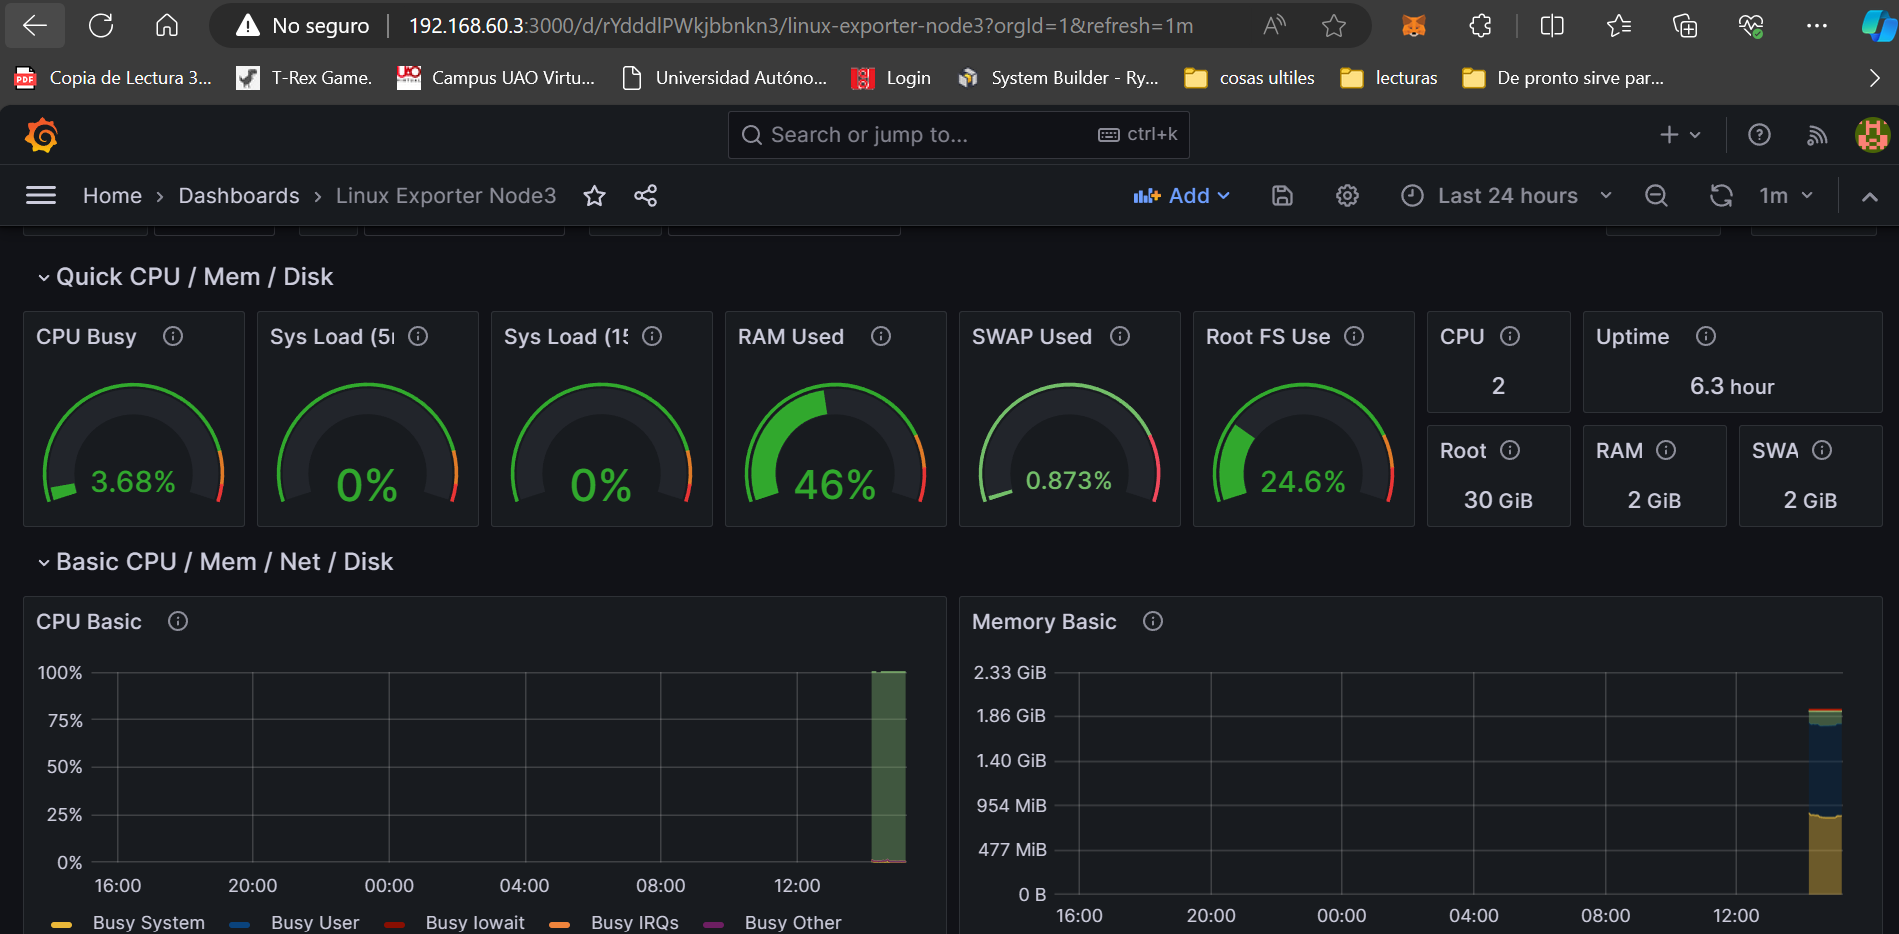 No seguro 192.168.60.3:3000/d/rYdddlPWkjbbnkn3/linux-exporter-node3?orgId=1&refresh=1m
PDF Copia de Lectura 3... T-Rex Game. UAO Campus UAO Virtu... Universidad Autóno... Login System Builder - Ry... cosas ultiles lecturas De pronto sirve par...
Search or jump to... ctrl+k
Home › Dashboards › Linux Exporter Node3 Add Last 24 hours 1m
Quick CPU / Mem / Disk
CPU Busy Sys Load (5 Sys Load (15 RAM Used SWAP Used Root FS Use CPU Uptime
2 6.3 hour
3.68% 0% 0% 46% 0.873% 24.6%
Root RAM SWA
30 GiB 2 GiB 2 GiB
Basic CPU / Mem / Net / Disk
CPU Basic
100%
75%
50%
25%
0%
16:00 20:00 00:00 04:00 08:00 12:00
Busy System Busy User Busy Iowait Busy IRQs Busy Other
Memory Basic
2.33 GiB
1.86 GiB
1.40 GiB
954 MiB
477 MiB
0 B
16:00 20:00 00:00 04:00 08:00 12:00